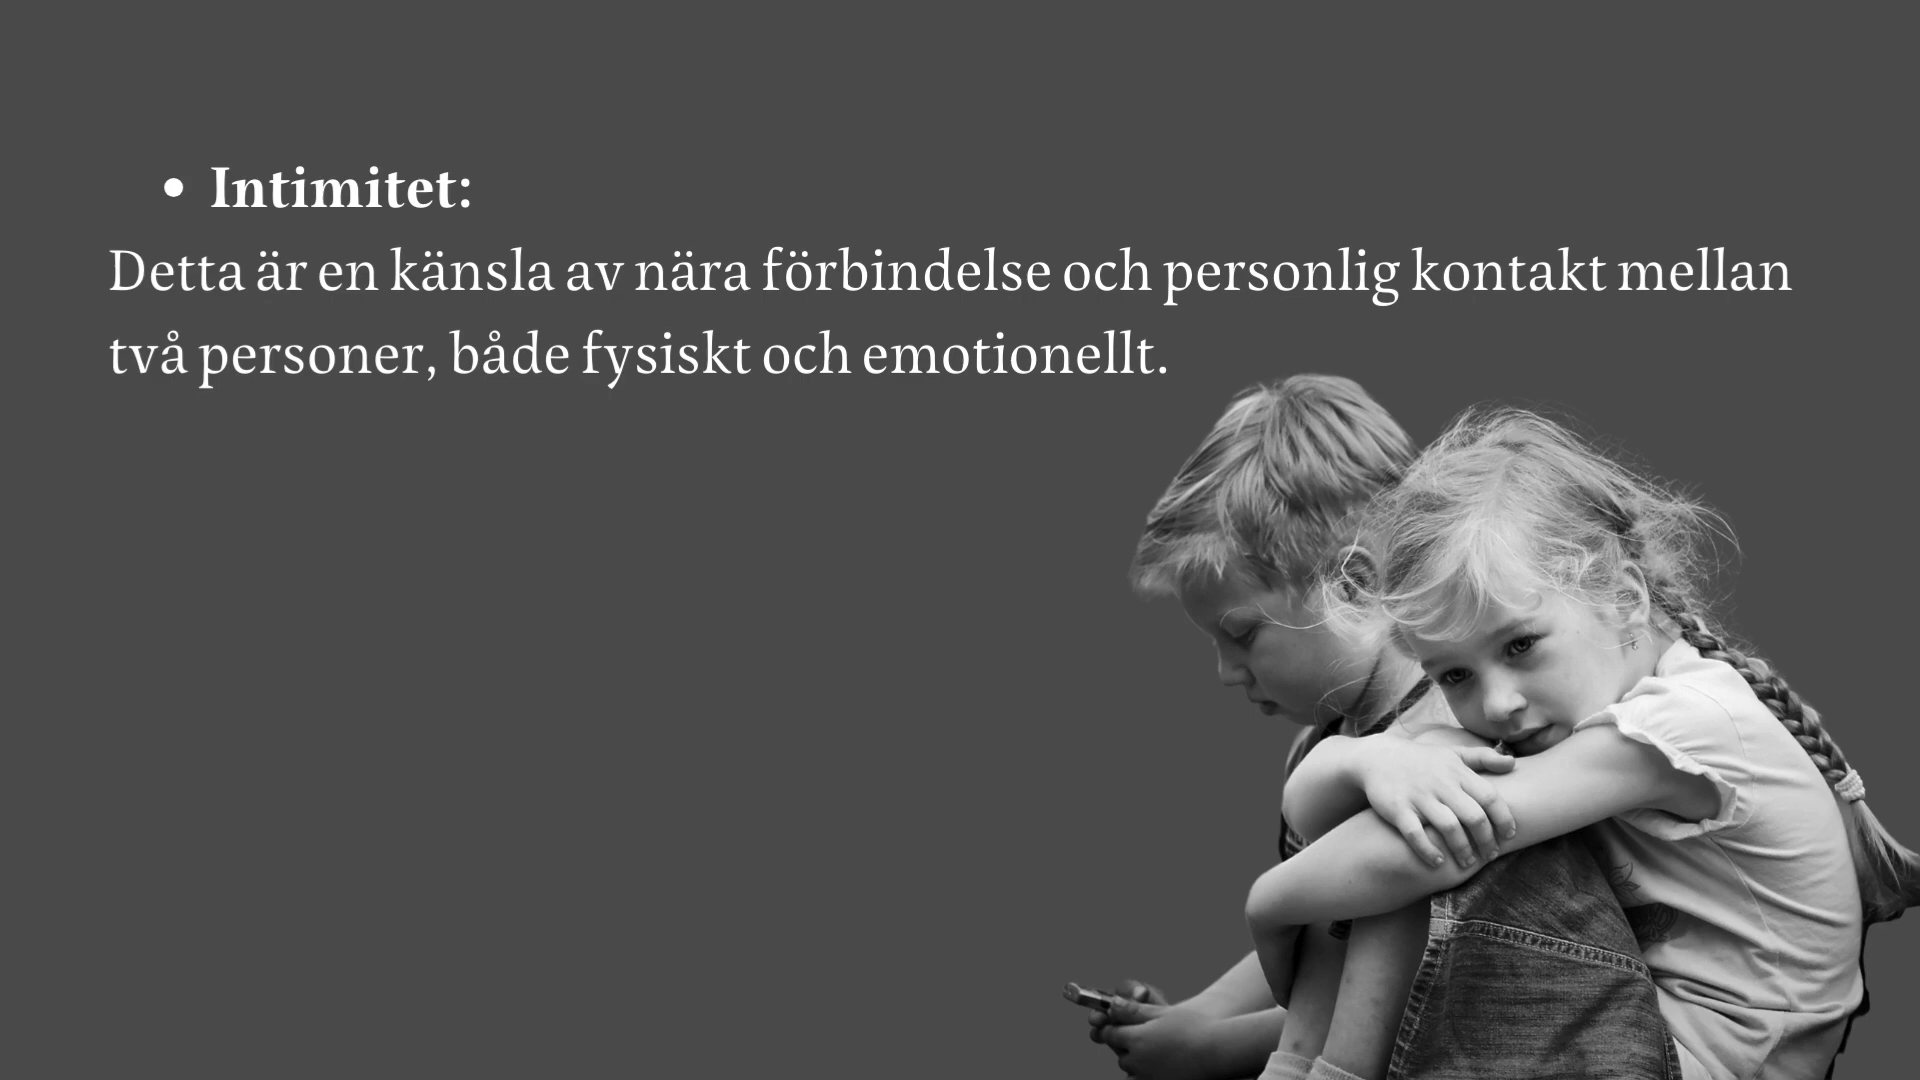 • Intimitet:
Detta är en känsla av nära förbindelse och personlig kontakt mellan
två personer, både fysiskt och emotionellt.